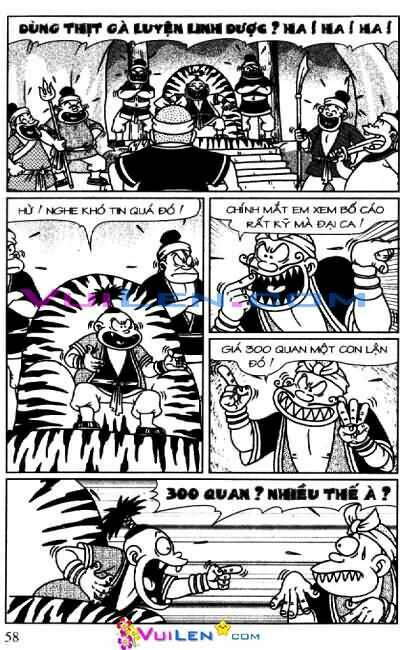 DÙNG THỊT GÀ LUYỆN LINH DƯỢC ? HA ! HA ! HA !
HỪ ! NGHE KHÓ TIN QUÁ ĐÓ !
CHÍNH MẮT EM XEM BỐ CÁO
RẤT KỸ MÀ ĐẠI CA !
VUILEN.COM
GIÁ 300 QUAN MỘT CON LẬN
ĐÓ !
300 QUAN ? NHIỀU THẾ À ?
58
VUILEN.COM